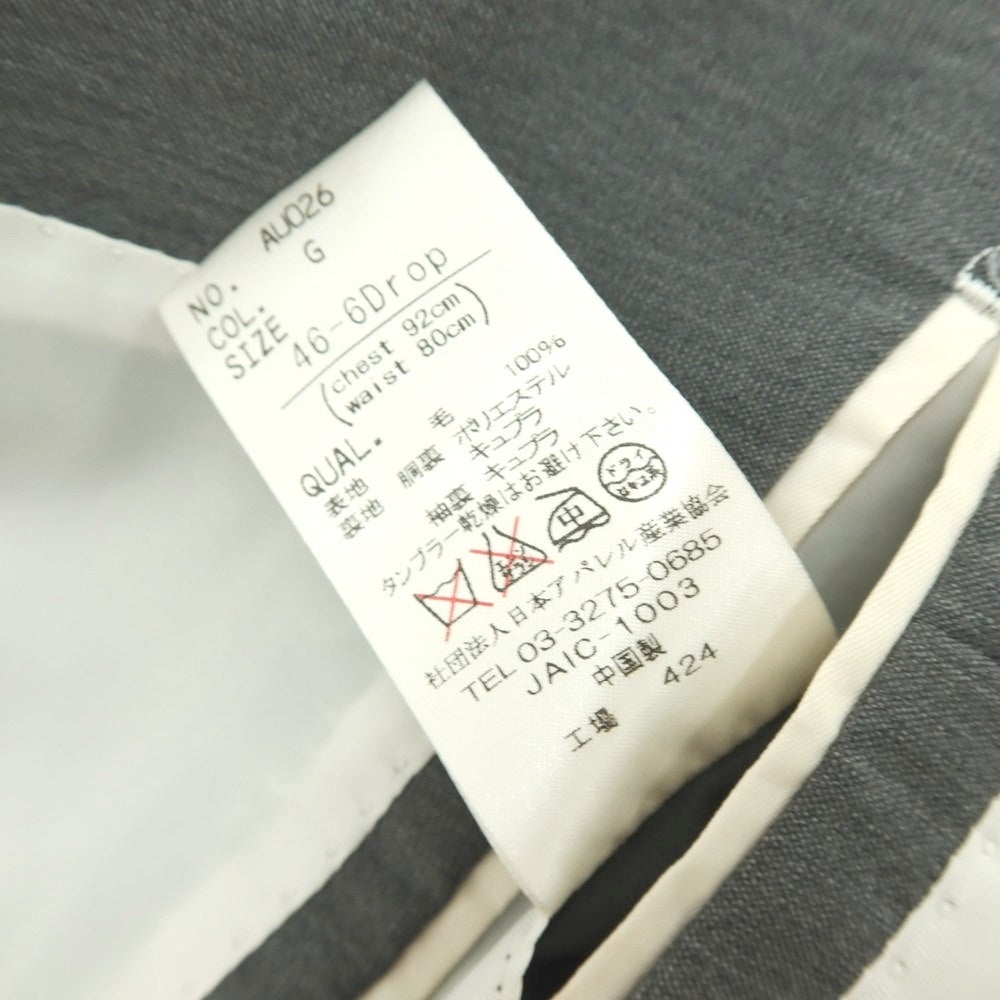 NO. AU026
COL. G
SIZE
46-6Drop
(chest 92cm
waist 80cm)
QUAL.
表地 毛 100%
裏地 胴裏 ポリエステル
キュプラ
袖裏 キュプラ
タンブラー乾燥はお避け下さい。
中 ドライ
社団法人日本アパレル産業協会
TEL 03-3275-0685
JAIC-1003
中国製
工場 424